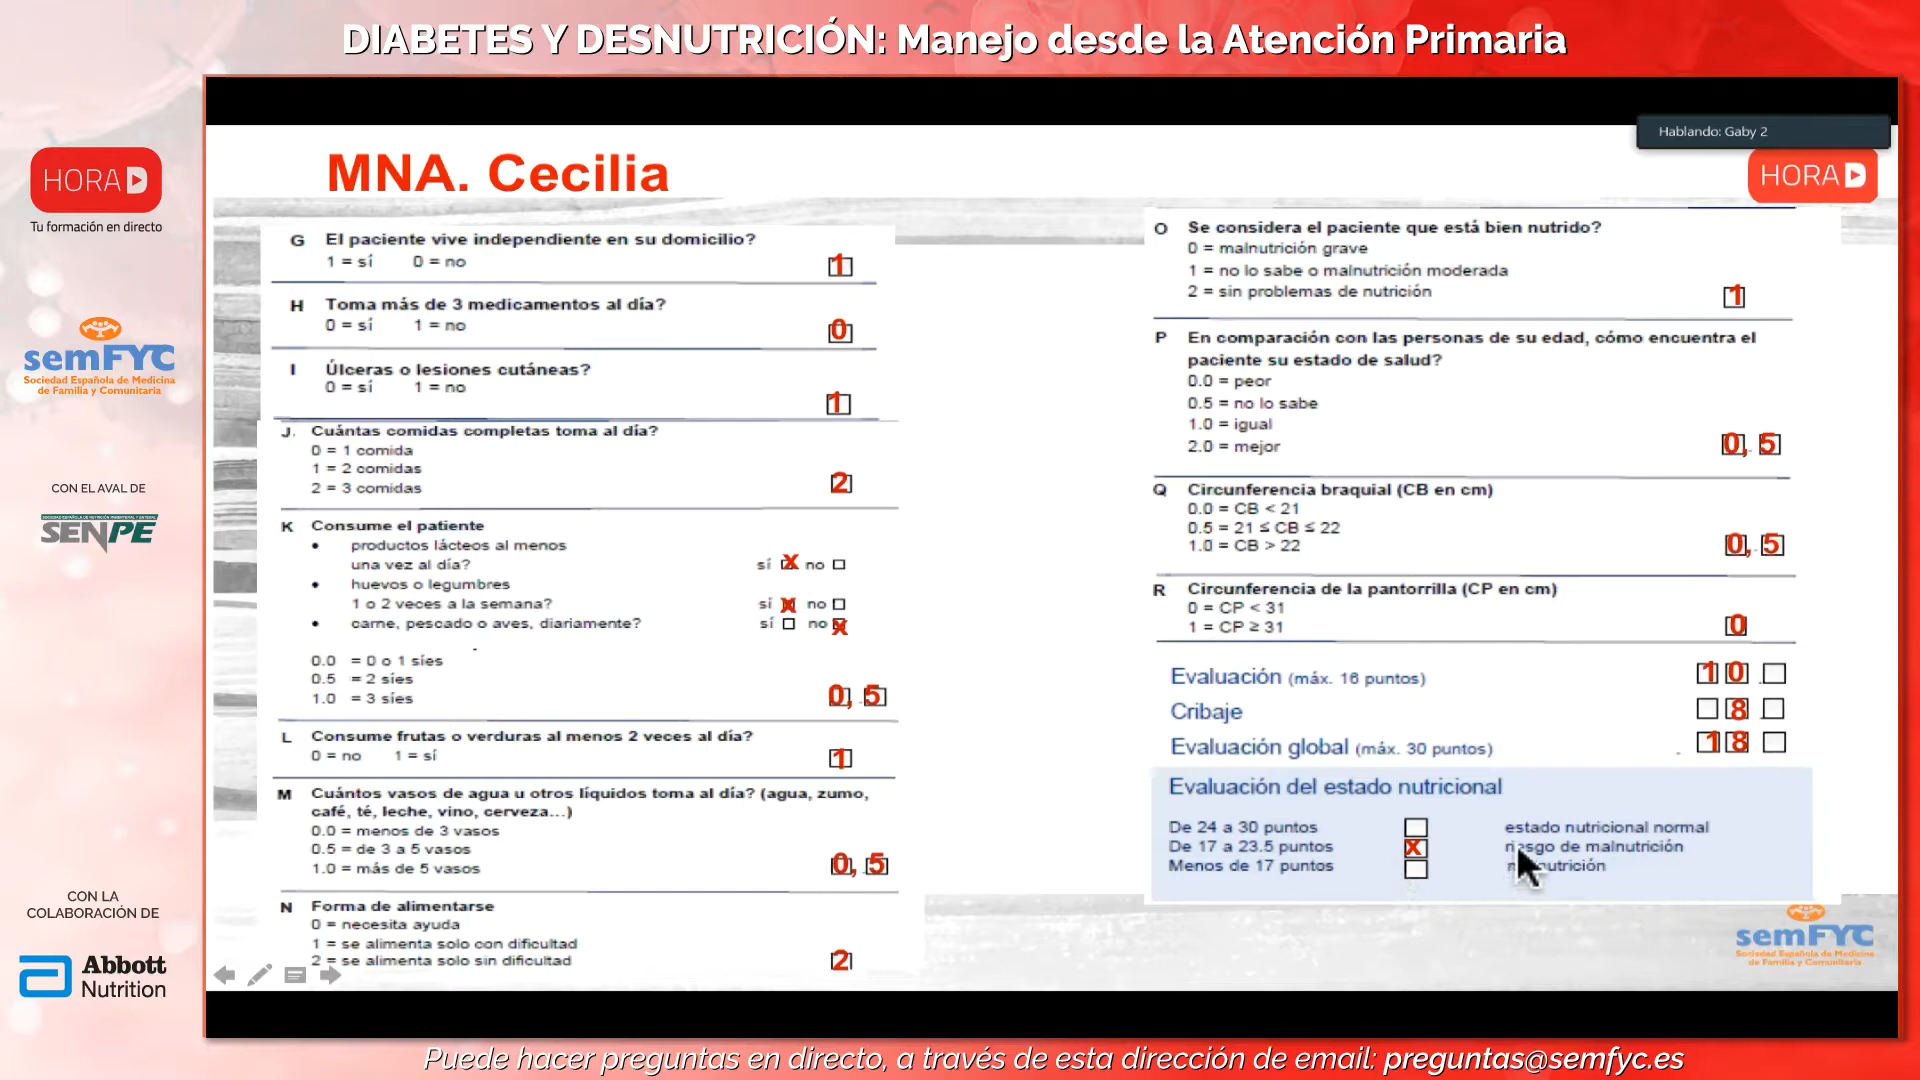 DIABETES Y DESNUTRICIÓN: Manejo desde la Atención Primaria
Hablando: Gaby 2
HORA D
Tu formación en directo
semFYC
Sociedad Española de Medicina
de Familia y Comunitaria
CON EL AVAL DE
SENPE
CON LA
COLABORACIÓN DE
Abbott
Nutrition
MNA. Cecilia
HORA D
G El paciente vive independiente en su domicilio?
1 = sí 0 = no
1
H Toma más de 3 medicamentos al día?
0 = sí 1 = no
0
I Úlceras o lesiones cutáneas?
0 = sí 1 = no
1
J. Cuántas comidas completas toma al día?
0 = 1 comida
1 = 2 comidas
2 = 3 comidas
2
K Consume el patiente
• productos lácteos al menos
una vez al día? sí x no
• huevos o legumbres
1 o 2 veces a la semana? sí x no
• carne, pescado o aves, diariamente? sí no x
0.0 = 0 o 1 síes
0.5 = 2 síes
1.0 = 3 síes
0, 5
L Consume frutas o verduras al menos 2 veces al día?
0 = no 1 = sí
1
M Cuántos vasos de agua u otros líquidos toma al día? (agua, zumo,
café, té, leche, vino, cerveza...)
0.0 = menos de 3 vasos
0.5 = de 3 a 5 vasos
1.0 = más de 5 vasos
0, 5
N Forma de alimentarse
0 = necesita ayuda
1 = se alimenta solo con dificultad
2 = se alimenta solo sin dificultad
2
O Se considera el paciente que está bien nutrido?
0 = malnutrición grave
1 = no lo sabe o malnutrición moderada
2 = sin problemas de nutrición
1
P En comparación con las personas de su edad, cómo encuentra el
paciente su estado de salud?
0.0 = peor
0.5 = no lo sabe
1.0 = igual
2.0 = mejor
0, 5
Q Circunferencia braquial (CB en cm)
0.0 = CB < 21
0.5 = 21 ≤ CB ≤ 22
1.0 = CB > 22
0, 5
R Circunferencia de la pantorrilla (CP en cm)
0 = CP < 31
1 = CP ≥ 31
0
Evaluación (máx. 16 puntos) 1 0
Cribaje 8
Evaluación global (máx. 30 puntos) 1 8
Evaluación del estado nutricional
De 24 a 30 puntos estado nutricional normal
De 17 a 23.5 puntos x riesgo de malnutrición
Menos de 17 puntos
semFYC
Sociedad Española de Medicina
de Familia y Comunitaria
Puede hacer preguntas en directo, a través de esta dirección de email: preguntas@semfyc.es